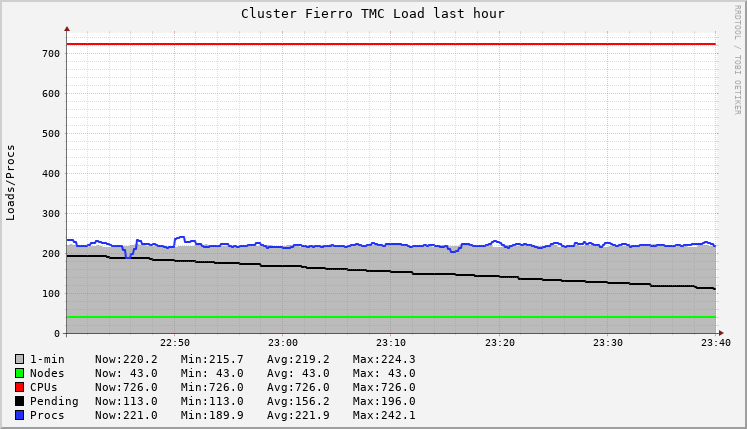 Cluster Fierro TMC Load last hour
RRDTOOL / TOBI OETIKER
Loads/Procs
700
600
500
400
300
200
100
0
22:50 23:00 23:10 23:20 23:30 23:40
1-min Now:220.2 Min:215.7 Avg:219.2 Max:224.3
Nodes Now: 43.0 Min: 43.0 Avg: 43.0 Max: 43.0
CPUs Now:726.0 Min:726.0 Avg:726.0 Max:726.0
Pending Now:113.0 Min:113.0 Avg:156.2 Max:196.0
Procs Now:221.0 Min:189.9 Avg:221.9 Max:242.1